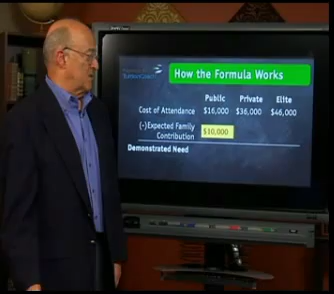 How the Formula Works
Public Private Elite
Cost of Attendance $16,000 $36,000 $46,000
(-)Expected Family
Contribution $10,000
Demonstrated Need